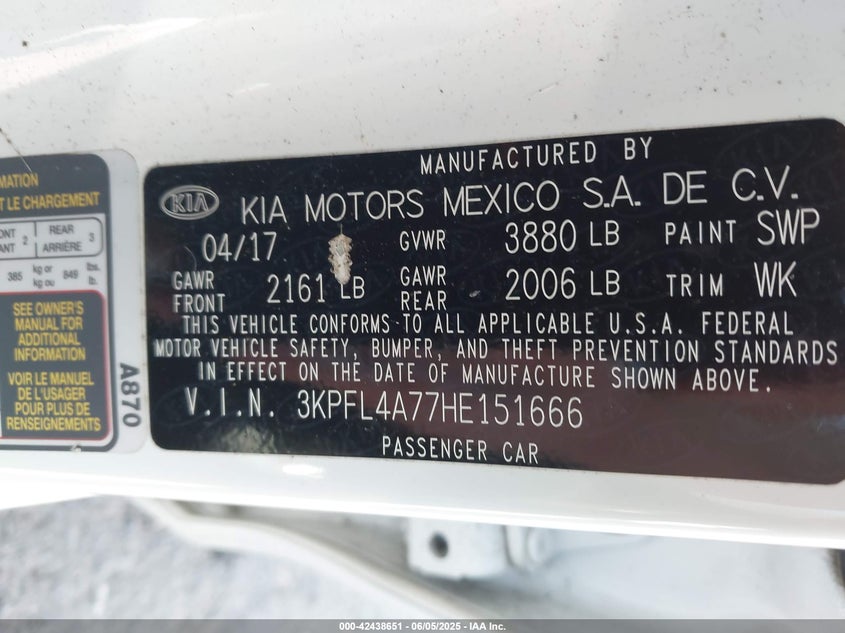 MATION
T LE CHARGEMENT
ONT 2 REAR 3
ANT ARRIÈRE
385 kg or 849 lbs.
kg ou lb.
SEE OWNER'S
MANUAL FOR
ADDITIONAL
INFORMATION
VOIR LE MANUEL
DE L'USAGER
POUR PLUS DE
RENSEIGNEMENTS
A870
MANUFACTURED BY
KIA KIA MOTORS MEXICO S.A. DE C.V.
04/17 GVWR 3880 LB PAINT SWP
GAWR FRONT 2161 LB GAWR REAR 2006 LB TRIM WK
THIS VEHICLE CONFORMS TO ALL APPLICABLE U.S.A. FEDERAL
MOTOR VEHICLE SAFETY, BUMPER, AND THEFT PREVENTION STANDARDS
IN EFFECT ON THE DATE OF MANUFACTURE SHOWN ABOVE.
V.I.N. 3KPFL4A77HE151666
PASSENGER CAR
000-42438651 | 06/05/2025 - IAA Inc.